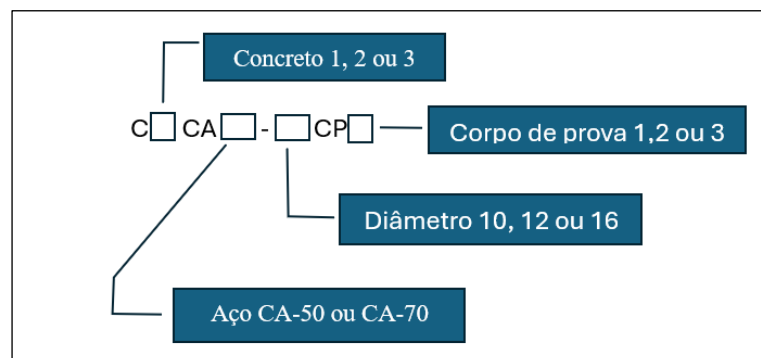 Concreto 1, 2 ou 3
C CA - CP
Corpo de prova 1,2 ou 3
Diâmetro 10, 12 ou 16
Aço CA-50 ou CA-70